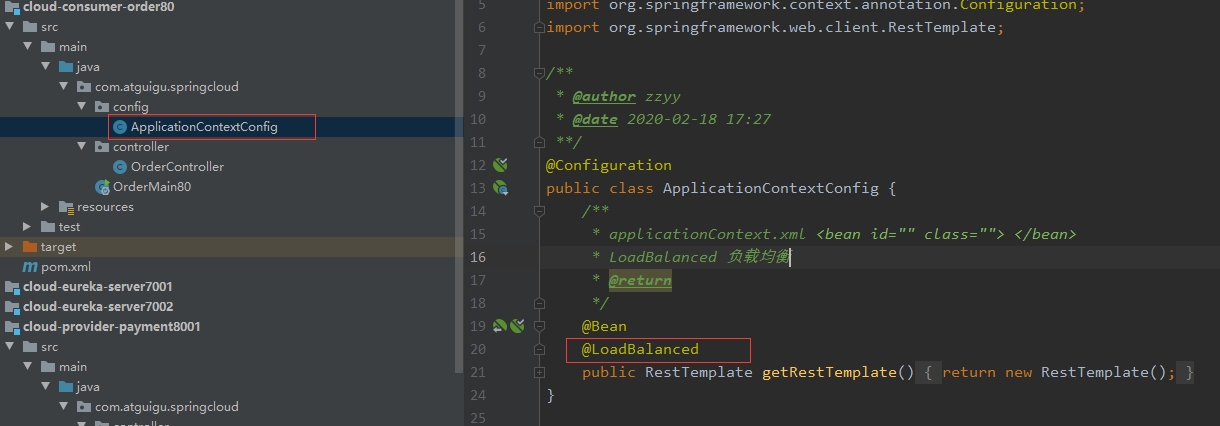 cloud-consumer-order80
src
main
java
com.atguigu.springcloud
config
ApplicationContextConfig
controller
OrderController
OrderMain80
resources
test
target
pom.xml
cloud-eureka-server7001
cloud-eureka-server7002
cloud-provider-payment8001
src
main
java
com.atguigu.springcloud
5 import org.springframework.context.annotation.Configuration;
6 import org.springframework.web.client.RestTemplate;
7
8 /**
9 * @author zzyy
10 * @date 2020-02-18 17:27
11 **/
12 @Configuration
13 public class ApplicationContextConfig {
14 /**
15 * applicationContext.xml <bean id="" class=""> </bean>
16 * LoadBalanced 负载均衡
17 * @return
18 */
19 @Bean
20 @LoadBalanced
21 public RestTemplate getRestTemplate() { return new RestTemplate(); }
24 }
25